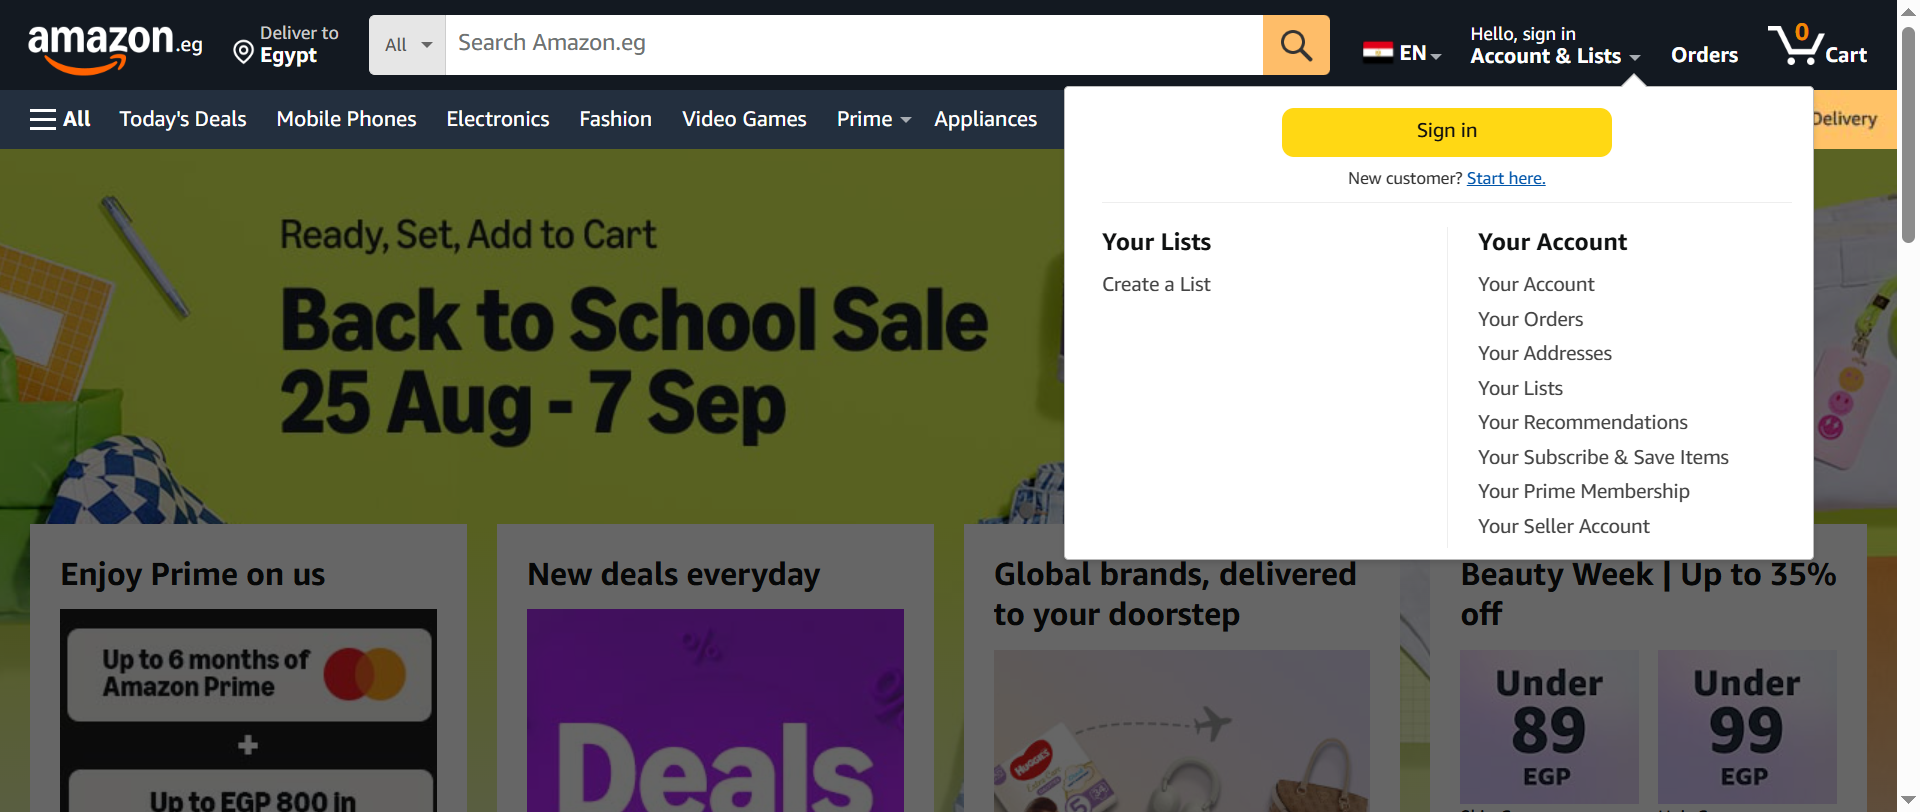 amazon.eg
Deliver to
Egypt
All
Search Amazon.eg
EN
Hello, sign in
Account & Lists
Orders
0
Cart
All
Today's Deals
Mobile Phones
Electronics
Fashion
Video Games
Prime
Appliances
Delivery
Sign in
New customer? Start here.
Your Lists
Create a List
Your Account
Your Account
Your Orders
Your Addresses
Your Lists
Your Recommendations
Your Subscribe & Save Items
Your Prime Membership
Your Seller Account
Ready, Set, Add to Cart
Back to School Sale
25 Aug - 7 Sep
Enjoy Prime on us
Up to 6 months of
Amazon Prime
+
Up to EGP 800 in
New deals everyday
%
%
Deals
Global brands, delivered
to your doorstep
HUGGIES
Extra Care
5
34
Beauty Week | Up to 35%
off
Under
89
EGP
Under
99
EGP